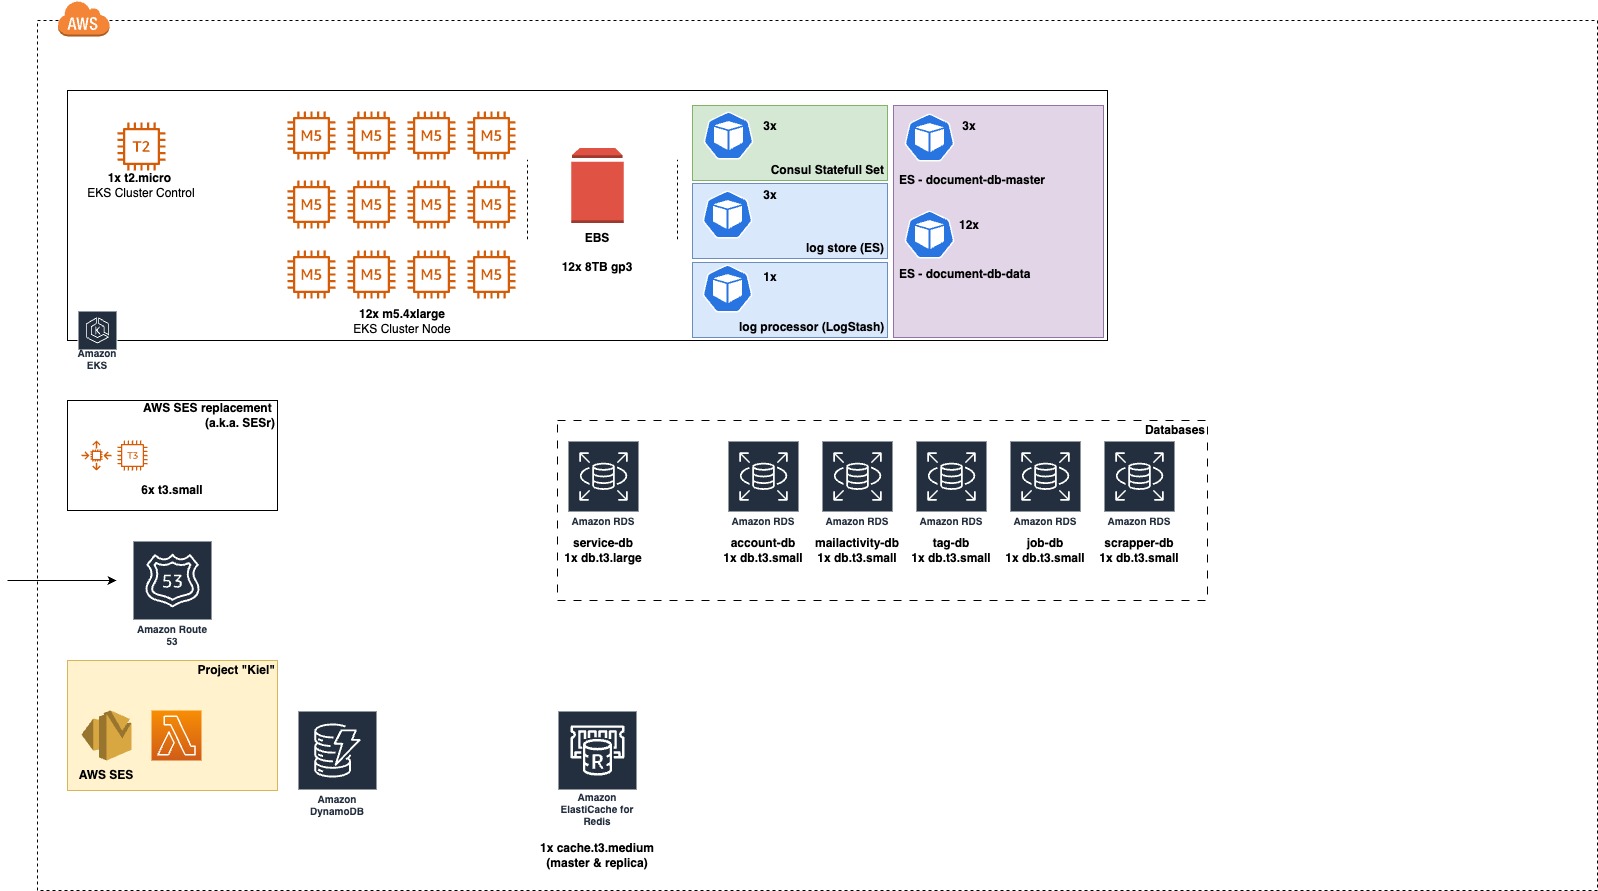 AWS
T2
1x t2.micro
EKS Cluster Control
M5 M5 M5 M5
M5 M5 M5 M5
M5 M5 M5 M5
12x m5.4xlarge
EKS Cluster Node
EBS
12x 8TB gp3
3x
Consul Statefull Set
3x
log store (ES)
1x
log processor (LogStash)
3x
ES - document-db-master
12x
ES - document-db-data
K
Amazon
EKS
AWS SES replacement
(a.k.a. SESr)
T3
6x t3.small
Databases
Amazon RDS
service-db
1x db.t3.large
Amazon RDS
account-db
1x db.t3.small
Amazon RDS
mailactivity-db
1x db.t3.small
Amazon RDS
tag-db
1x db.t3.small
Amazon RDS
job-db
1x db.t3.small
Amazon RDS
scrapper-db
1x db.t3.small
53
Amazon Route
53
Project "Kiel"
AWS SES
Amazon
DynamoDB
R
Amazon
ElastiCache for
Redis
1x cache.t3.medium
(master & replica)